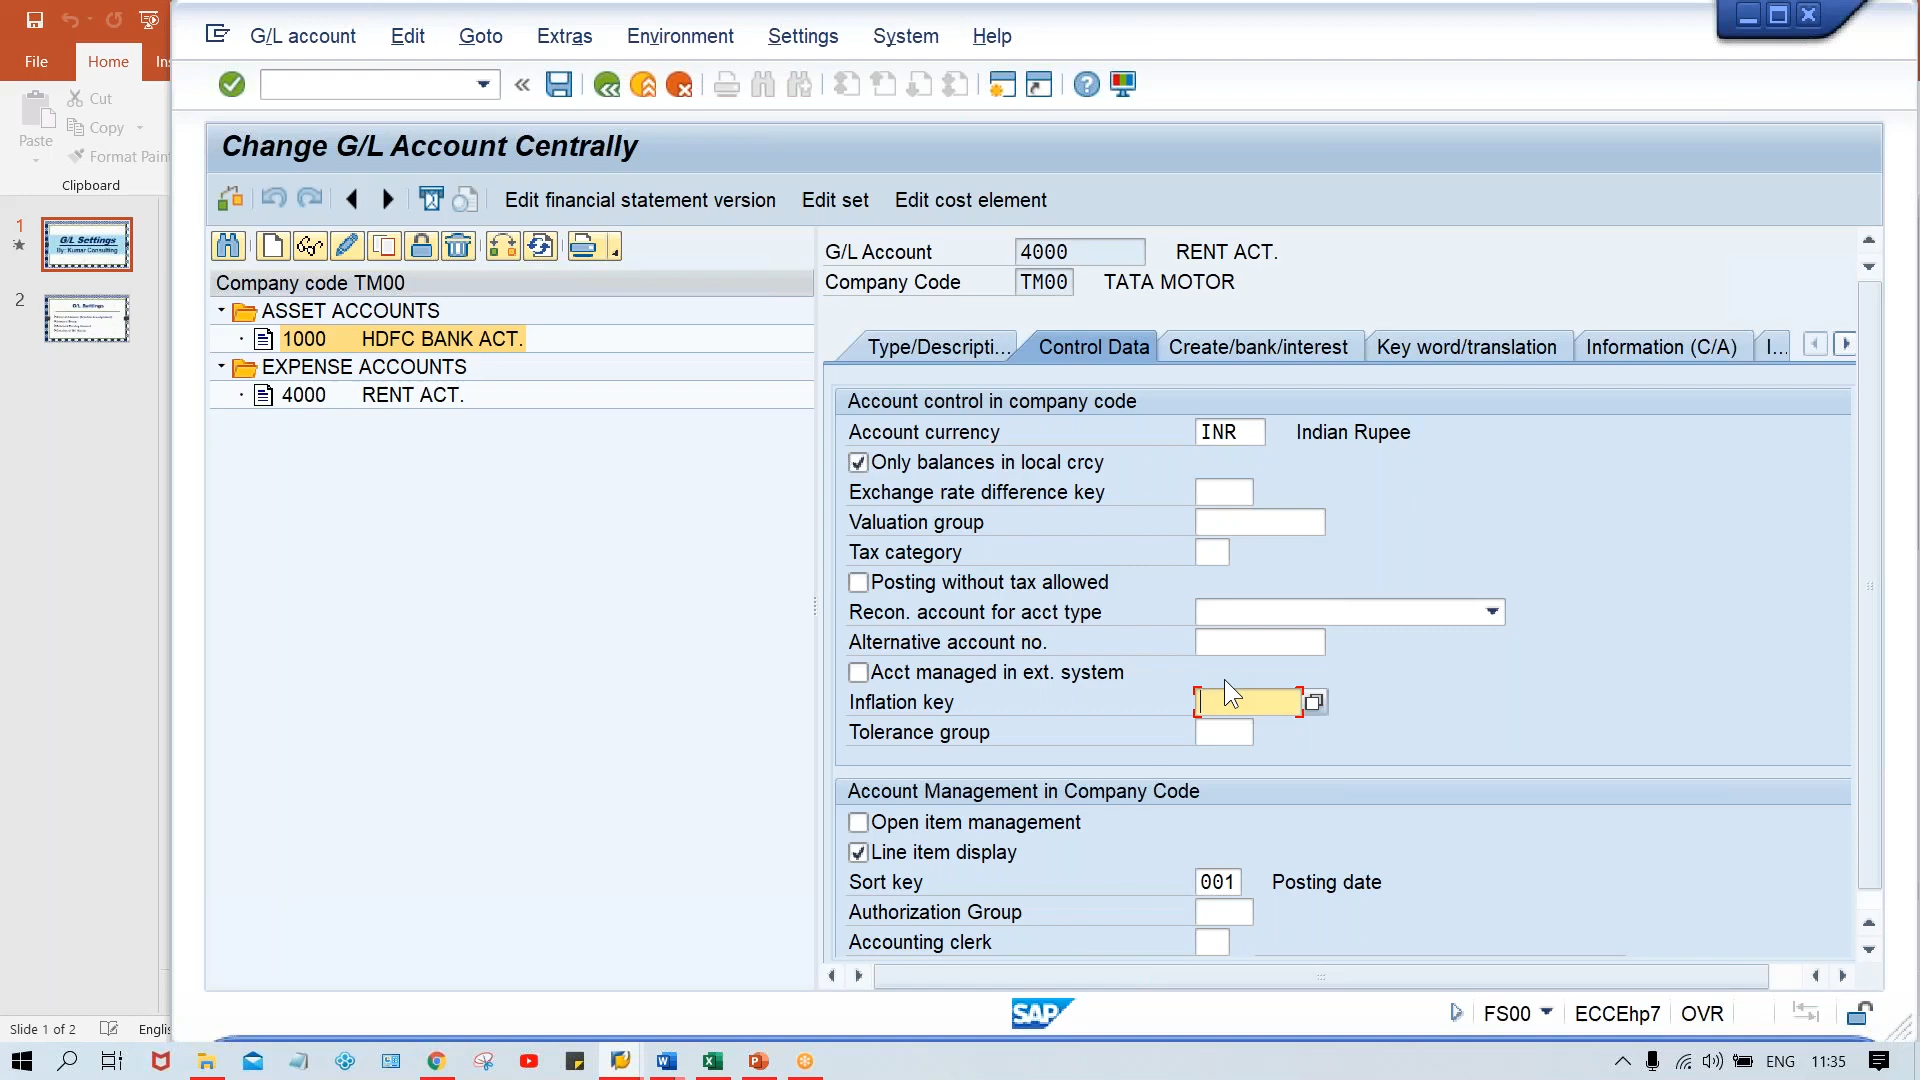 File
Home
Ins
Paste
Cut
Copy
Format Paint
Clipboard
1
G/L Settings
By: Kumar Consulting
2
G/L Settings
Slide 1 of 2
Englis
G/L account
Edit
Goto
Extras
Environment
Settings
System
Help
Change G/L Account Centrally
Edit financial statement version
Edit set
Edit cost element
Company code TM00
ASSET ACCOUNTS
1000 HDFC BANK ACT.
EXPENSE ACCOUNTS
4000 RENT ACT.
G/L Account 4000 RENT ACT.
Company Code TM00 TATA MOTOR
Type/Descripti...
Control Data
Create/bank/interest
Key word/translation
Information (C/A)
I...
Account control in company code
Account currency INR Indian Rupee
Only balances in local crcy
Exchange rate difference key
Valuation group
Tax category
Posting without tax allowed
Recon. account for acct type
Alternative account no.
Acct managed in ext. system
Inflation key
Tolerance group
Account Management in Company Code
Open item management
Line item display
Sort key 001 Posting date
Authorization Group
Accounting clerk
SAP
FS00
ECCEhp7
OVR
ENG
11:35